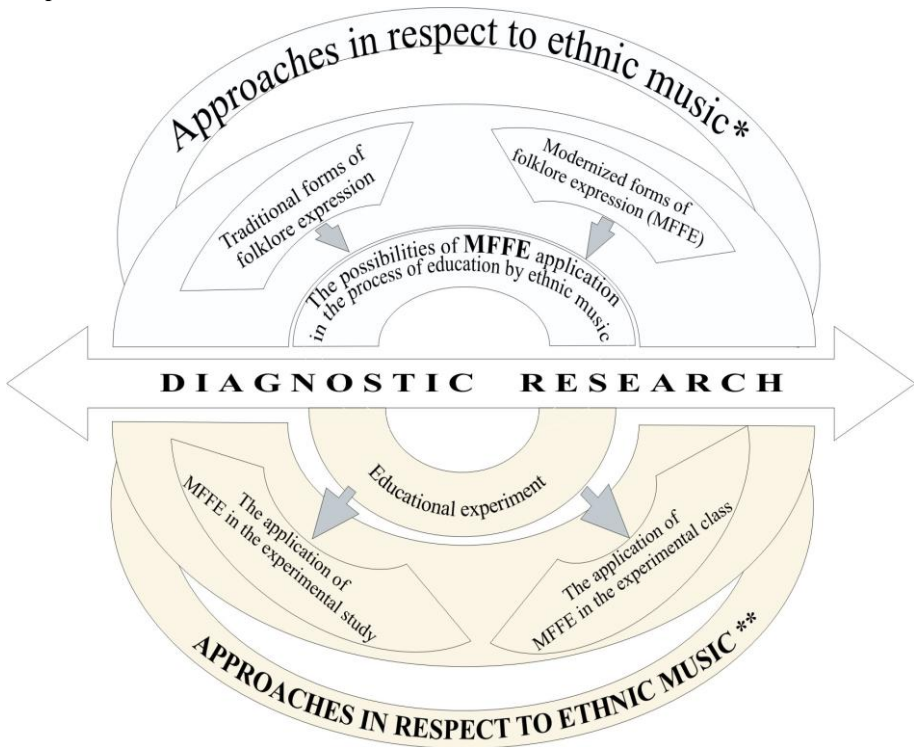 Approaches in respect to ethnic music*
Traditional forms of
folklore expression
Modernized forms of
folklore expression (MFFE)
The possibilities of MFFE application
in the process of education by ethnic music
DIAGNOSTIC RESEARCH
Educational experiment
The application of
MFFE in the experimental study
The application of
MFFE in the experimental class
APPROACHES IN RESPECT TO ETHNIC MUSIC**